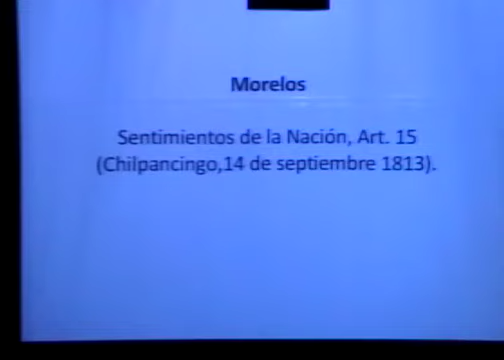 Morelos
Sentimientos de la Nación, Art. 15
(Chilpancingo,14 de septiembre 1813).